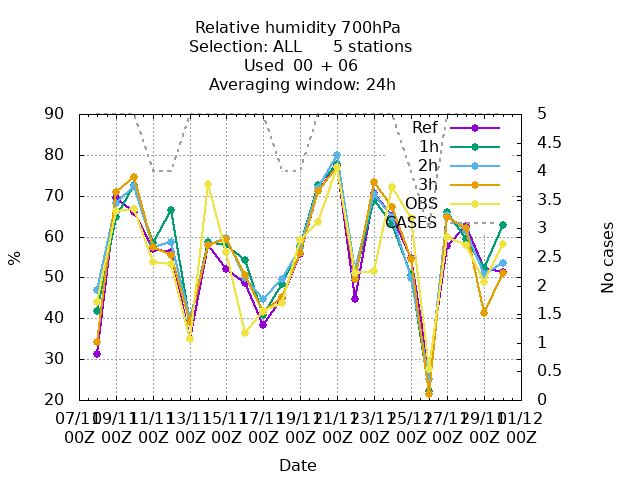 Relative humidity 700hPa
Selection: ALL 5 stations
Used 00 + 06
Averaging window: 24h
90 5
80 4.5
70 4
60 3.5
50 3
40 2.5
30 2
20 1.5
1
0.5
0
%
No cases
Ref
1h
2h
3h
OBS
CASES
07/11 09/11 11/11 13/11 15/11 17/11 19/11 21/11 23/11 25/11 27/11 29/11 01/12
00Z 00Z 00Z 00Z 00Z 00Z 00Z 00Z 00Z 00Z 00Z 00Z 00Z
Date